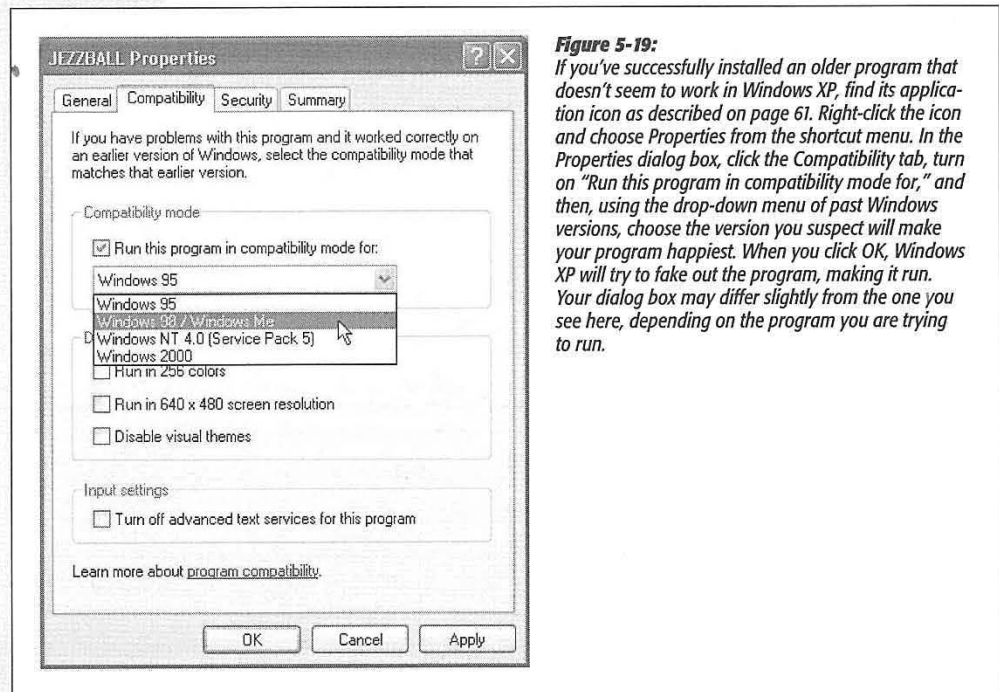 JEZZBALL Properties
General Compatibility Security Summary
If you have problems with this program and it worked correctly on
an earlier version of Windows, select the compatibility mode that
matches that earlier version.
Compatibility mode
Run this program in compatibility mode for:
Windows 95
Windows 95
Windows 98 / Windows Me
Windows NT 4.0 (Service Pack 5)
Windows 2000
D
Run in 256 colors
Run in 640 x 480 screen resolution
Disable visual themes
Input settings
Turn off advanced text services for this program
Learn more about program compatibility.
OK Cancel Apply
Figure 5-19:
If you've successfully installed an older program that
doesn't seem to work in Windows XP, find its applica-
tion icon as described on page 61. Right-click the icon
and choose Properties from the shortcut menu. In the
Properties dialog box, click the Compatibility tab, turn
on "Run this program in compatibility mode for," and
then, using the drop-down menu of past Windows
versions, choose the version you suspect will make
your program happiest. When you click OK, Windows
XP will try to fake out the program, making it run.
Your dialog box may differ slightly from the one you
see here, depending on the program you are trying
to run.